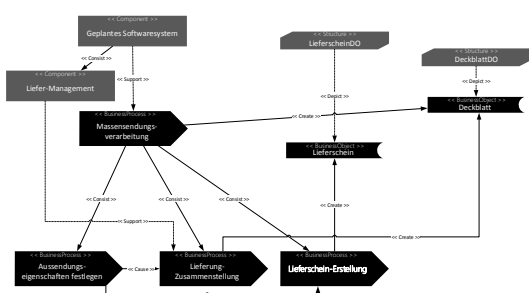 << Component >>
Geplantes Softwaresystem
<< Structure >>
LieferscheinDO
<< Structure >>
DeckblattDO
<< Consist >>
<< Support >>
<< Component >>
Liefer-Management
<< Depict >>
<< Depict >>
<< BusinessObject >>
Deckblatt
<< BusinessProcess >>
Massensendungs-
verarbeitung
<< Create >>
<< BusinessObject >>
Lieferschein
<< Consist >>
<< Consist >>
<< Consist >>
<< Create >>
<< Support >>
<< Create >>
<< BusinessProcess >>
Aussendungs-
eigenschaften festlegen
<< Cause >>
<< BusinessProcess >>
Lieferung-
Zusammenstellung
<< BusinessProcess >>
Lieferschein-Erstellung